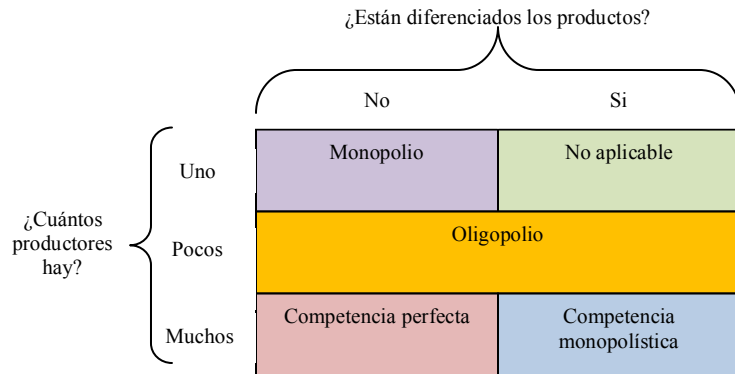 ¿Están diferenciados los productos?
No
Si
Uno
Monopolio
No aplicable
¿Cuántos
productores
hay?
Pocos
Oligopolio
Muchos
Competencia perfecta
Competencia
monopolística